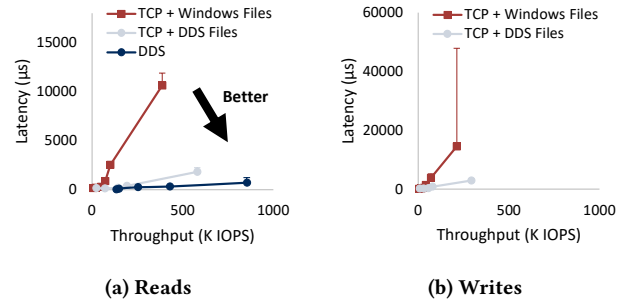 TCP + Windows Files
TCP + DDS Files
DDS
15000
10000
5000
0
Latency (µs)
Better
0
500
1000
Throughput (K IOPS)
(a) Reads
TCP + Windows Files
TCP + DDS Files
60000
40000
20000
0
Latency (µs)
0
500
1000
Throughput (K IOPS)
(b) Writes